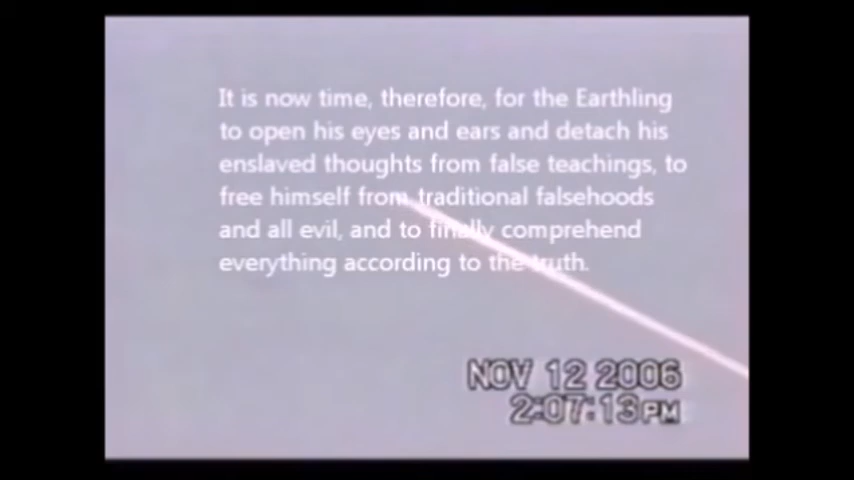 It is now time, therefore, for the Earthling
to open his eyes and ears and detach his
enslaved thoughts from false teachings, to
free himself from traditional falsehoods
and all evil, and to finally comprehend
everything according to the truth.
NOV 12 2006
2:07:13PM